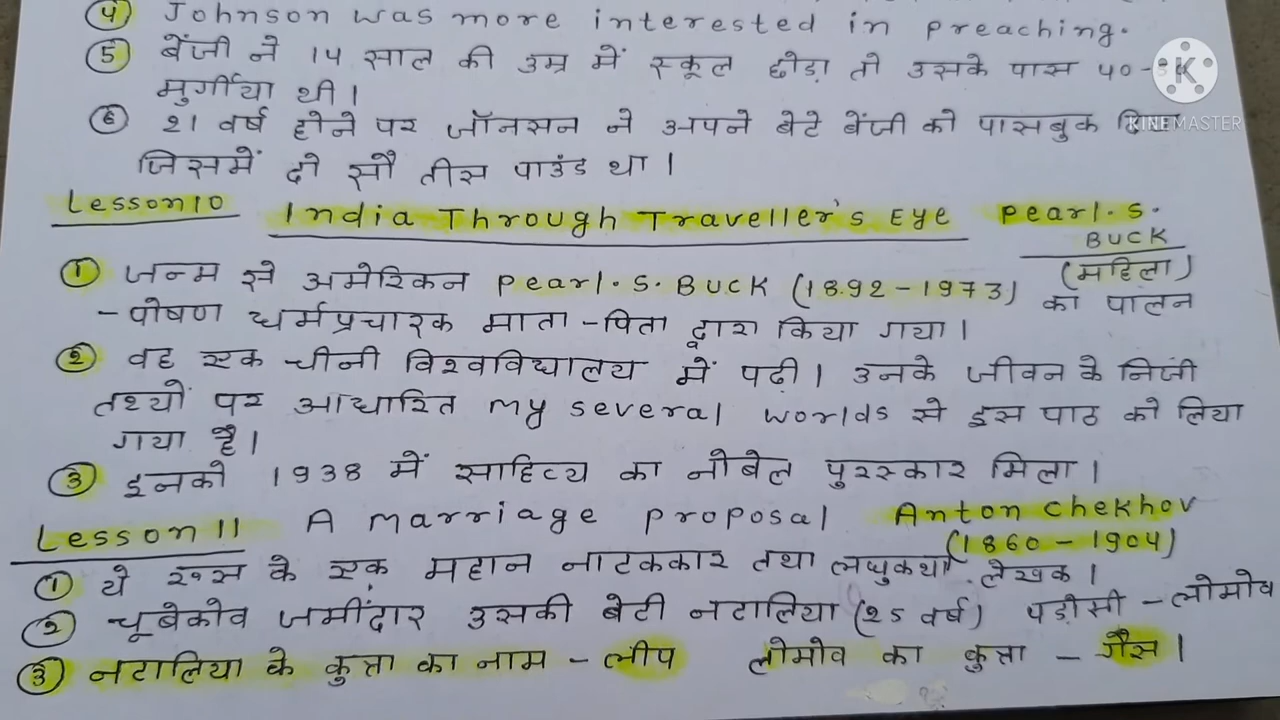 ④ Johnson was more interested in preaching.
⑤ बेंजी ने 14 साल की उम्र में स्कूल छोडा़ तो उसके पास 40-
मुर्गीया थी।
⑥ 21 वर्ष होने पर जॉनसन ने अपने बेटे बेंजी को पासबुक
KINEMASTER
जिसमें दो सौ तीस पाउंड था।
Lesson 10 India Through Traveller's Eye Pearl. S.
BUCK
(महिला)
① जन्म से अमेरिकन Pearl. S. BUCK (1892-1973) का पालन
-पोषण धर्मप्रचारक माता-पिता द्वारा किया गया।
② वह एक चीनी विश्वविद्यालय में पढी़। उनके जीवन के निजी
तथ्यों पर आधारित my several worlds से इस पाठ को लिया
गया है।
③ इनको 1938 में साहित्य का नोबेल पुरस्कार मिला।
Lesson 11 A Marriage proposal Anton Chekhov
(1860-1904)
① ये रूस के एक महान नाटककार तथा लघुकथा लेखक।
② चूबेकोव जमींदार उसकी बेटी नटालिया (25 वर्ष) पडो़सी - लोमोव
③ नटालिया के कुत्ता का नाम - लीप लोमोव का कुत्ता - गैस।